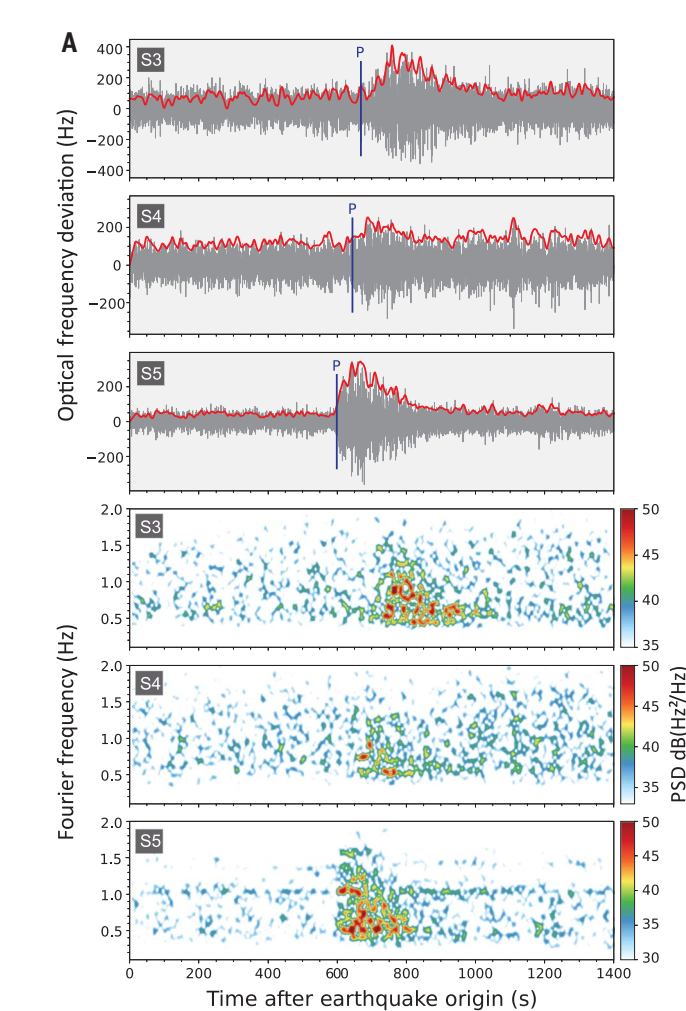 A
S3
P
400
200
0
−200
−400
S4
P
200
0
−200
S5
P
200
0
−200
Optical frequency deviation (Hz)
S3
2.0
1.5
1.0
0.5
50
45
40
35
S4
2.0
1.5
1.0
0.5
50
45
40
35
S5
2.0
1.5
1.0
0.5
50
45
40
35
30
Fourier frequency (Hz)
PSD dB(Hz²/Hz)
0 200 400 600 800 1000 1200 1400
Time after earthquake origin (s)